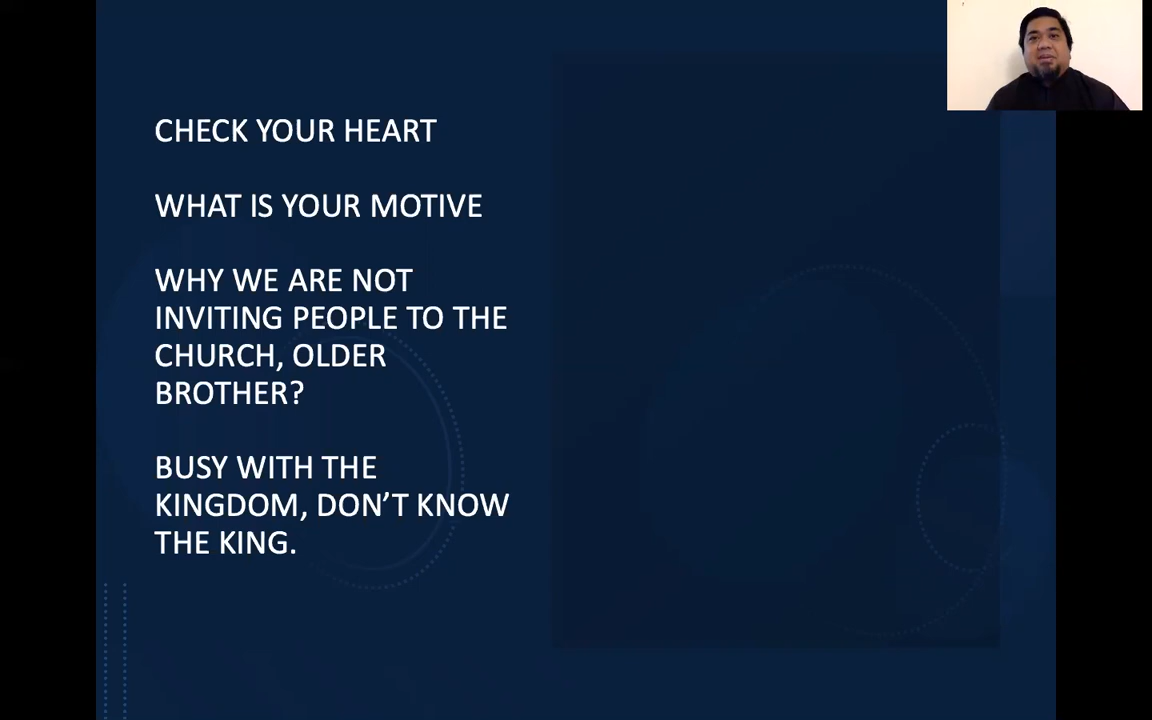 CHECK YOUR HEART
WHAT IS YOUR MOTIVE
WHY WE ARE NOT
INVITING PEOPLE TO THE
CHURCH, OLDER
BROTHER?
BUSY WITH THE
KINGDOM, DON’T KNOW
THE KING.